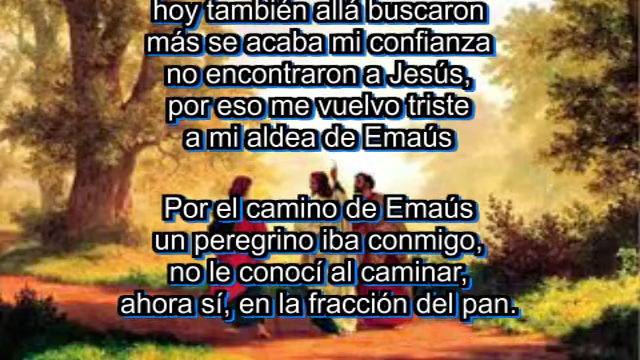 hoy también allá buscaron
más se acaba mi confianza
no encontraron a Jesús,
por eso me vuelvo triste
a mi aldea de Emaús
Por el camino de Emaús
un peregrino iba conmigo,
no le conocí al caminar,
ahora sí, en la fracción del pan.